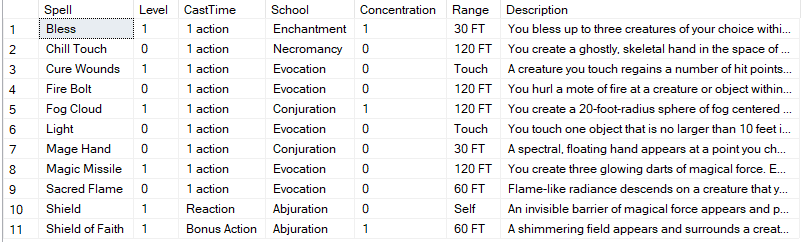 Spell Level CastTime School Concentration Range Description
1 Bless 1 1 action Enchantment 1 30 FT You bless up to three creatures of your choice withi...
2 Chill Touch 0 1 action Necromancy 0 120 FT You create a ghostly, skeletal hand in the space of ...
3 Cure Wounds 1 1 action Evocation 0 Touch A creature you touch regains a number of hit points...
4 Fire Bolt 0 1 action Evocation 0 120 FT You hurl a mote of fire at a creature or object within...
5 Fog Cloud 1 1 action Conjuration 1 120 FT You create a 20-foot-radius sphere of fog centered ...
6 Light 0 1 action Evocation 0 Touch You touch one object that is no larger than 10 feet i...
7 Mage Hand 0 1 action Conjuration 0 30 FT A spectral, floating hand appears at a point you ch...
8 Magic Missile 1 1 action Evocation 0 120 FT You create three glowing darts of magical force. E...
9 Sacred Flame 0 1 action Evocation 0 60 FT Flame-like radiance descends on a creature that y...
10 Shield 1 Reaction Abjuration 0 Self An invisible barrier of magical force appears and p...
11 Shield of Faith 1 Bonus Action Abjuration 1 60 FT A shimmering field appears and surrounds a creat...